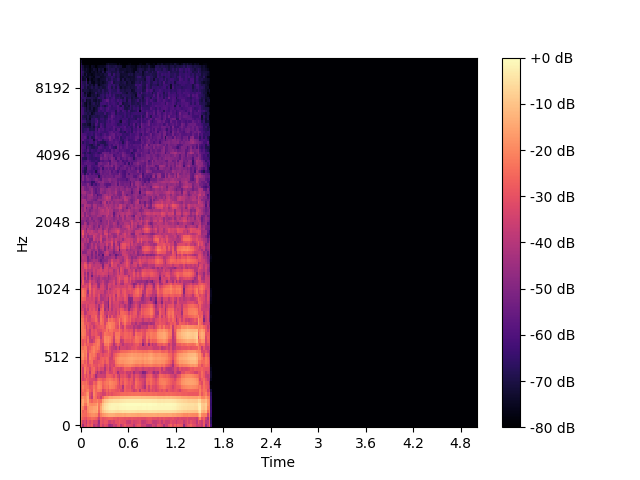 8192
4096
2048
1024
512
0
Hz
0 0.6 1.2 1.8 2.4 3 3.6 4.2 4.8
Time
+0 dB
-10 dB
-20 dB
-30 dB
-40 dB
-50 dB
-60 dB
-70 dB
-80 dB